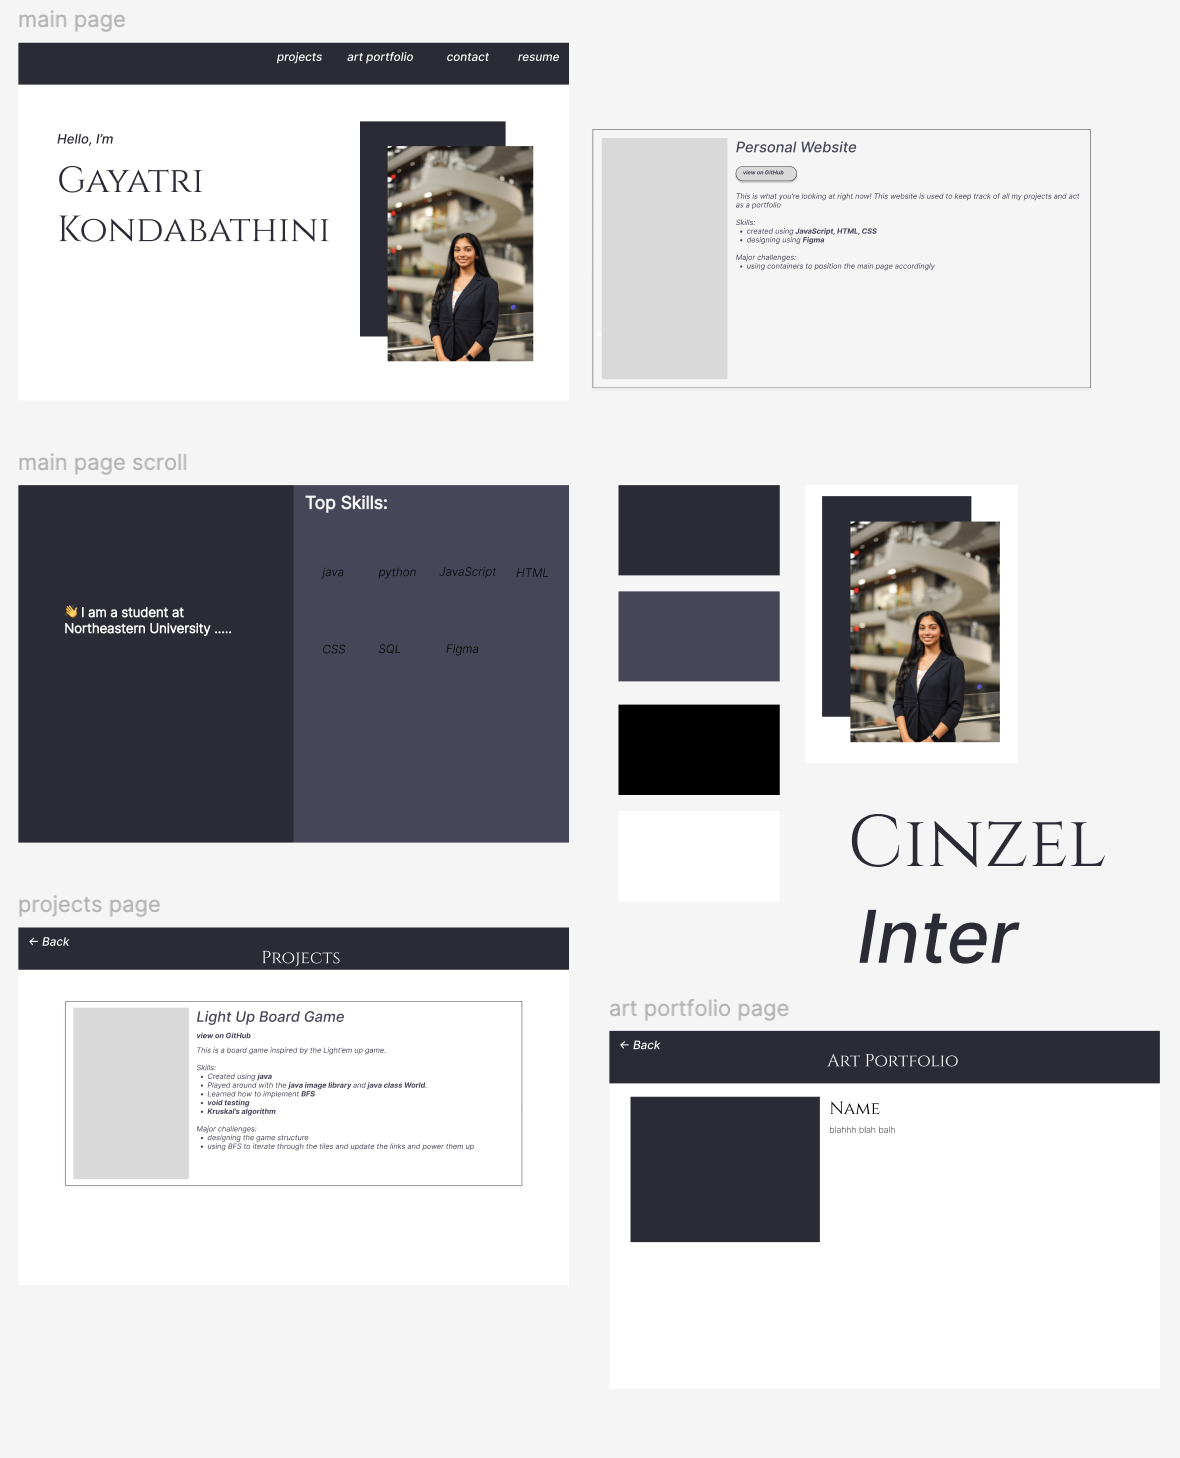 main page
projects art portfolio contact resume
Hello, I'm
Gayatri
Kondabathini
Personal Website
view on GitHub
This is what you're looking at right now! This website is used to keep track of all my projects and act
as a portfolio
Skills:
• created using JavaScript, HTML, CSS
• designing using Figma
Major challenges:
• using containers to position the main page accordingly
main page scroll
👋 I am a student at
Northeastern University .....
Top Skills:
java python JavaScript HTML
CSS SQL Figma
Cinzel
Inter
projects page
← Back
Projects
Light Up Board Game
view on GitHub
This is a board game inspired by the Light'em up game.
Skills:
• Created using java
• Played around with the java image library and java class World.
• Learned how to implement BFS
• void testing
• Kruskal's algorithm
Major challenges:
• designing the game structure
• using BFS to iterate through the tiles and update the links and power them up
art portfolio page
← Back
Art Portfolio
Name
blahhh blah balh